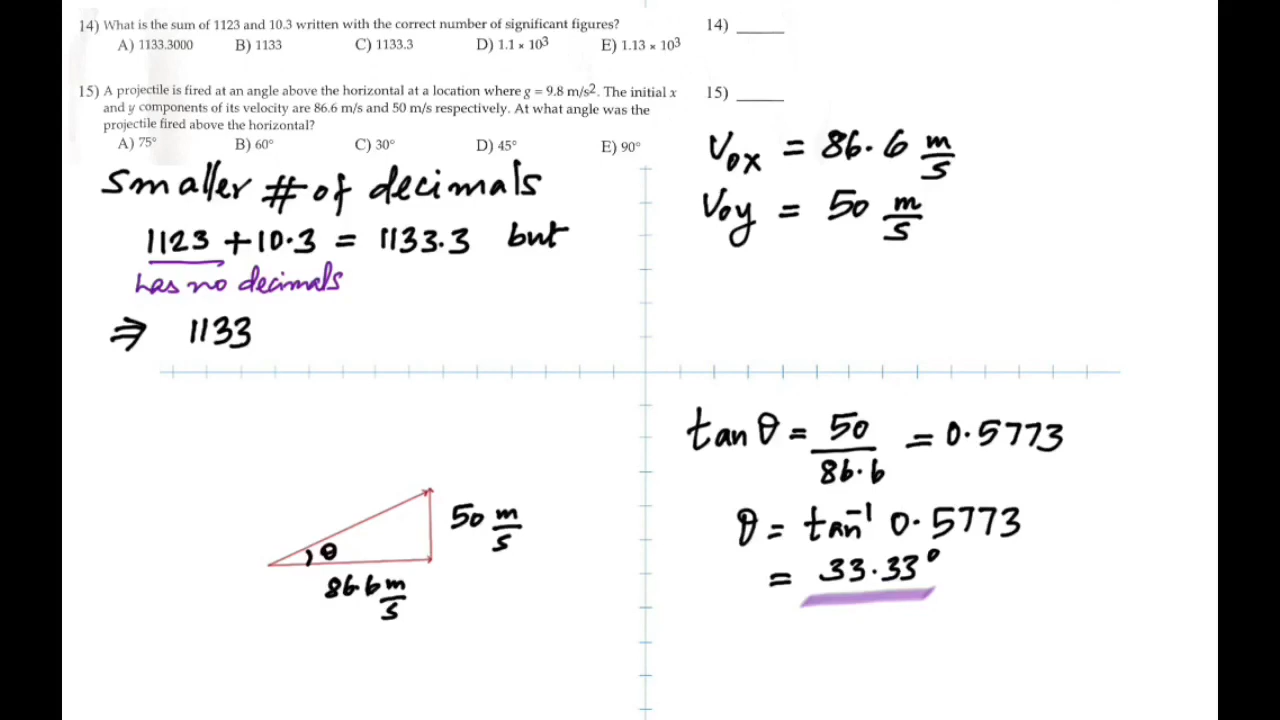 14) What is the sum of 1123 and 10.3 written with the correct number of significant figures? 14) _____
A) 1133.3000 B) 1133 C) 1133.3 D) 1.1 × 10³ E) 1.13 × 10³
15) A projectile is fired at an angle above the horizontal at a location where g = 9.8 m/s². The initial x 15) _____
and y components of its velocity are 86.6 m/s and 50 m/s respectively. At what angle was the
projectile fired above the horizontal?
A) 75° B) 60° C) 30° D) 45° E) 90°
Smaller # of decimals
1123 + 10.3 = 1133.3 but
has no decimals
⇒ 1133
Vox = 86.6 m/s
Voy = 50 m/s
θ
50 m/s
86.6 m/s
tan θ = 50/86.6 = 0.5773
θ = tan⁻¹ 0.5773
= 33.33°